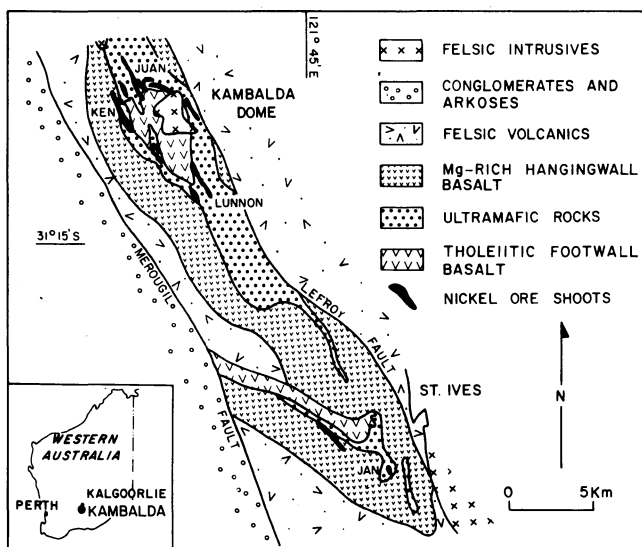 JUAN
KEN
KAMBALDA
DOME
LUNNON
121° 45' E
31° 15' S
MEROUGIL
FAULT
LEFROY
FAULT
ST. IVES
JAN
FELSIC INTRUSIVES
CONGLOMERATES AND
ARKOSES
FELSIC VOLCANICS
Mg-RICH HANGINGWALL
BASALT
ULTRAMAFIC ROCKS
THOLEIITIC FOOTWALL
BASALT
NICKEL ORE SHOOTS
N
0 5Km
WESTERN
AUSTRALIA
KALGOORLIE
PERTH
KAMBALDA